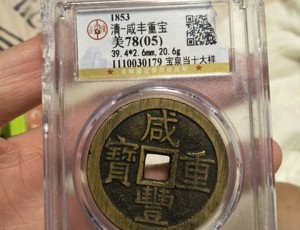 1853
清-咸丰重宝
美78(05)
39.4*2.6mm, 20.6g
1110030179 宝泉当十大样
咸
豐
重
寶